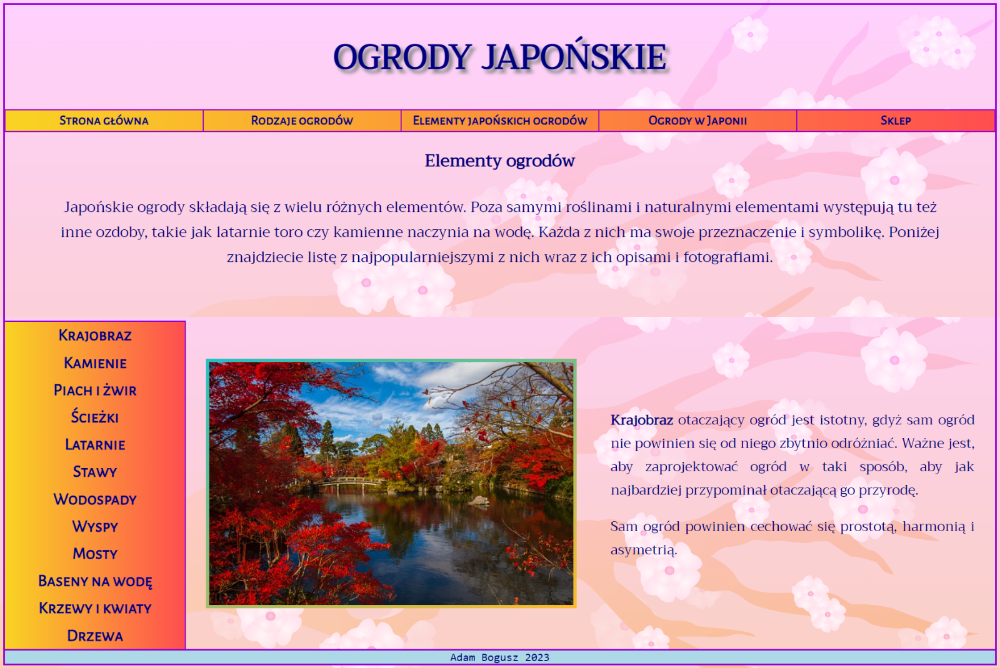 OGRODY JAPOŃSKIE
Strona główna
Rodzaje ogrodów
Elementy japońskich ogrodów
Ogrody w Japonii
Sklep
Elementy ogrodów
Japońskie ogrody składają się z wielu różnych elementów. Poza samymi roślinami i naturalnymi elementami występują tu też
inne ozdoby, takie jak latarnie toro czy kamienne naczynia na wodę. Każda z nich ma swoje przeznaczenie i symbolikę. Poniżej
znajdziecie listę z najpopularniejszymi z nich wraz z ich opisami i fotografiami.
Krajobraz
Kamienie
Piach i żwir
Ścieżki
Latarnie
Stawy
Wodospady
Wyspy
Mosty
Baseny na wodę
Krzewy i kwiaty
Drzewa
Krajobraz otaczający ogród jest istotny, gdyż sam ogród
nie powinien się od niego zbytnio odróżniać. Ważne jest,
aby zaprojektować ogród w taki sposób, aby jak
najbardziej przypominał otaczającą go przyrodę.
Sam ogród powinien cechować się prostotą, harmonią i
asymetrią.
Adam Bogusz 2023